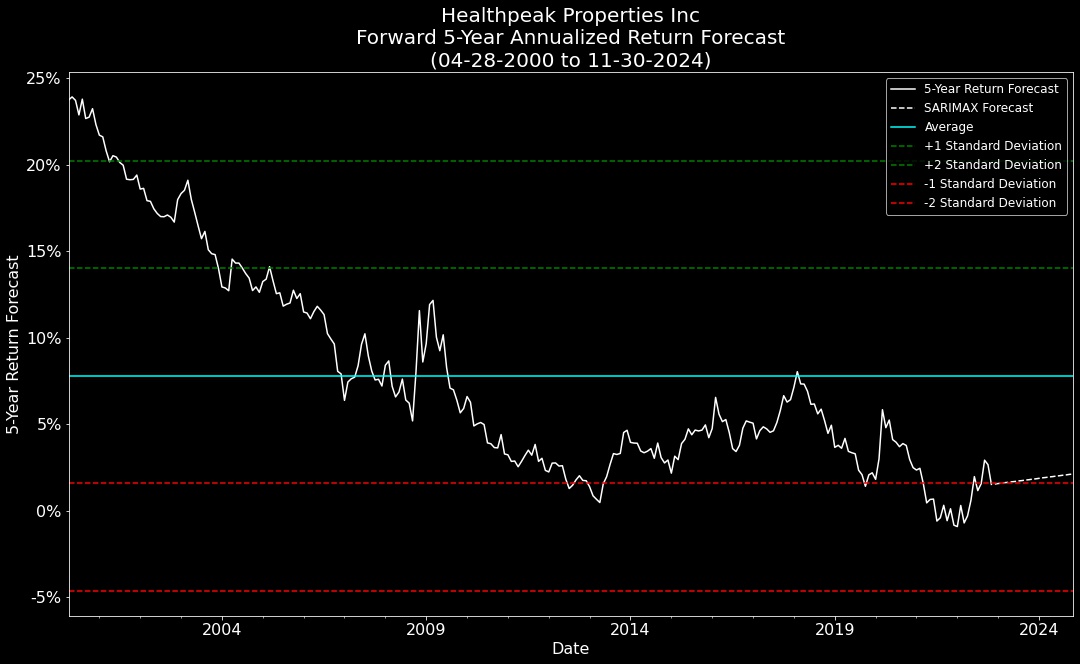 Healthpeak Properties Inc
Forward 5-Year Annualized Return Forecast
(04-28-2000 to 11-30-2024)
25%
20%
15%
10%
5%
0%
-5%
5-Year Return Forecast
5-Year Return Forecast
SARIMAX Forecast
Average
+1 Standard Deviation
+2 Standard Deviation
-1 Standard Deviation
-2 Standard Deviation
2004
2009
2014
2019
2024
Date